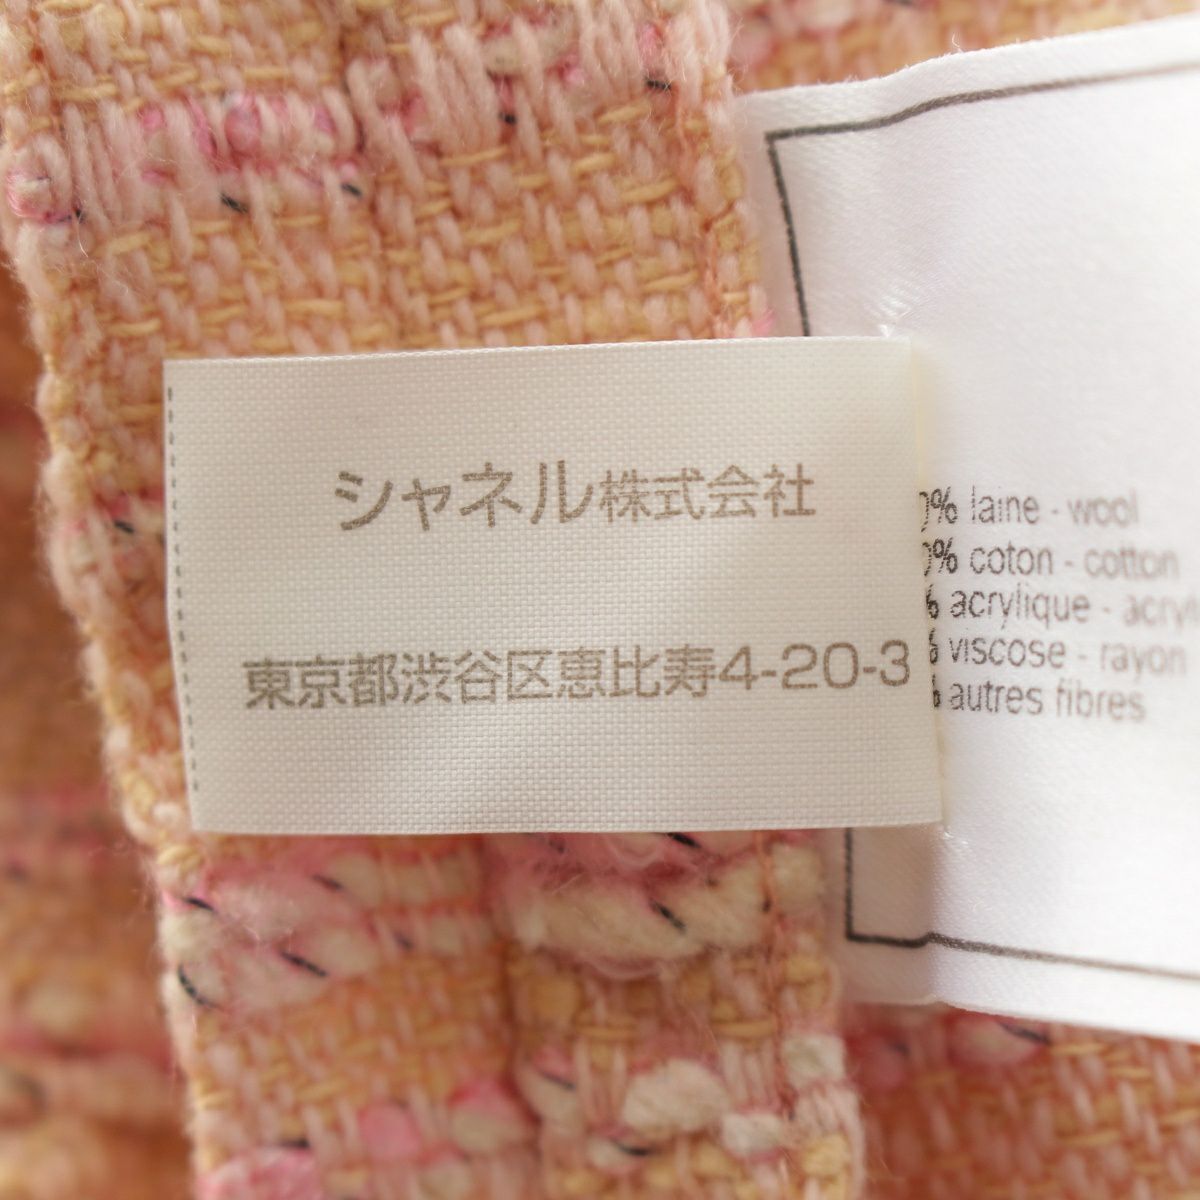 シャネル株式会社
東京都渋谷区恵比寿4-20-3
% laine - wool
% coton - cotton
% acrylique -
% viscose - rayon
% autres fibres